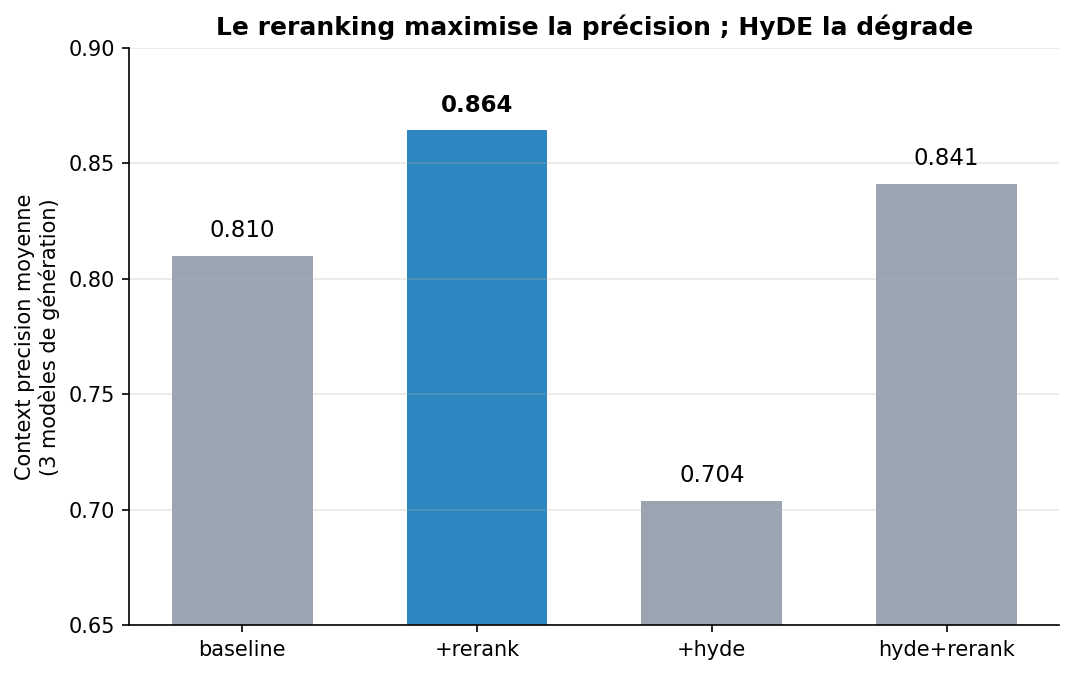 Le reranking maximise la précision ; HyDE la dégrade
Context precision moyenne
(3 modèles de génération)
0.90
0.85
0.80
0.75
0.70
0.65
0.810
0.864
0.704
0.841
baseline
+rerank
+hyde
hyde+rerank